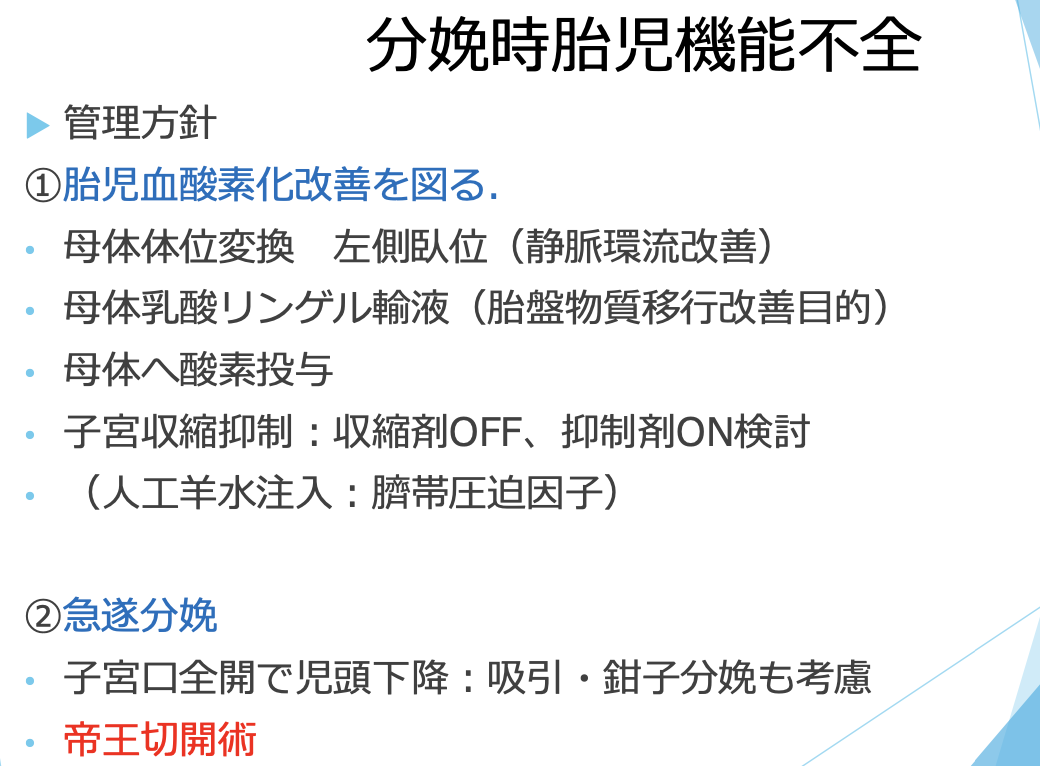 分娩時胎児機能不全
▶ 管理方針
①胎児血酸素化改善を図る.
• 母体体位変換　左側臥位（静脈環流改善）
• 母体乳酸リンゲル輸液（胎盤物質移行改善目的）
• 母体へ酸素投与
• 子宮収縮抑制：収縮剤OFF、抑制剤ON検討
• （人工羊水注入：臍帯圧迫因子）
②急遂分娩
• 子宮口全開で児頭下降：吸引・鉗子分娩も考慮
• 帝王切開術